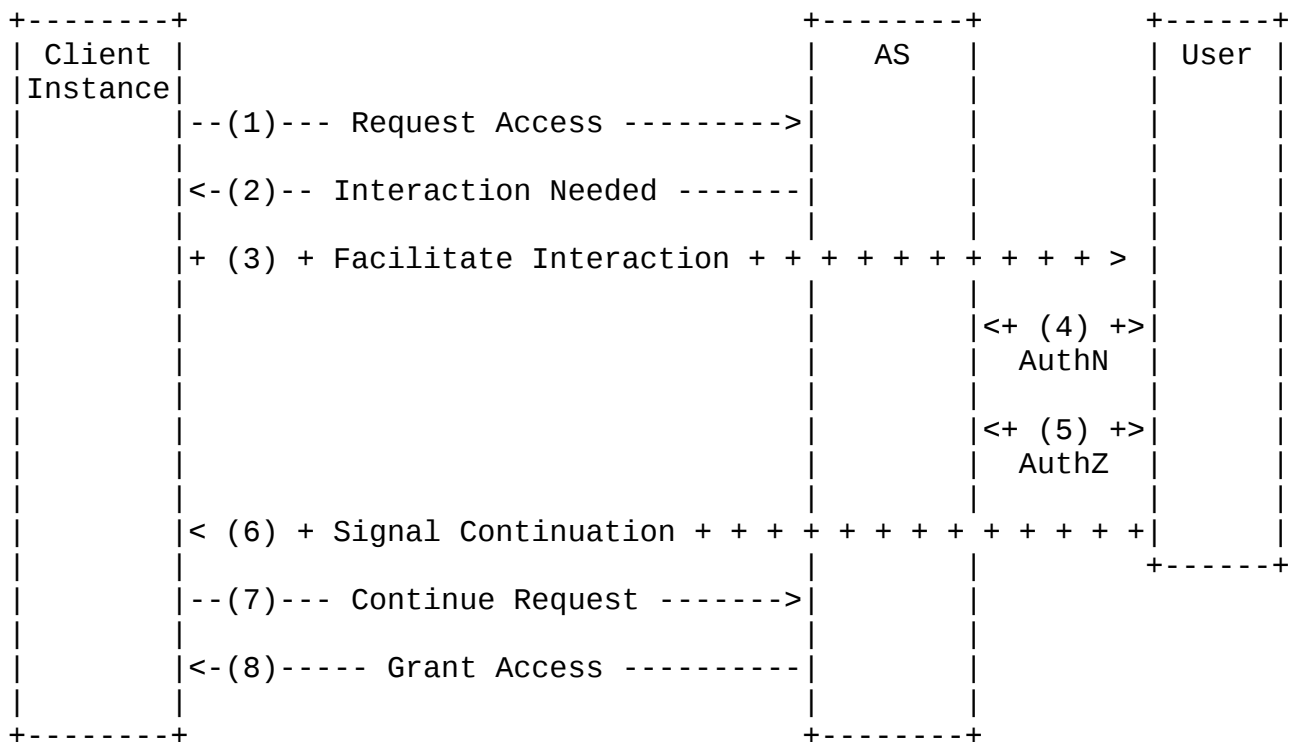 Client AS User
Instance
(1) Request Access
(2) Interaction Needed
(3) + Facilitate Interaction
(4)
AuthN
(5)
AuthZ
(6) + Signal Continuation
(7) Continue Request
(8) Grant Access